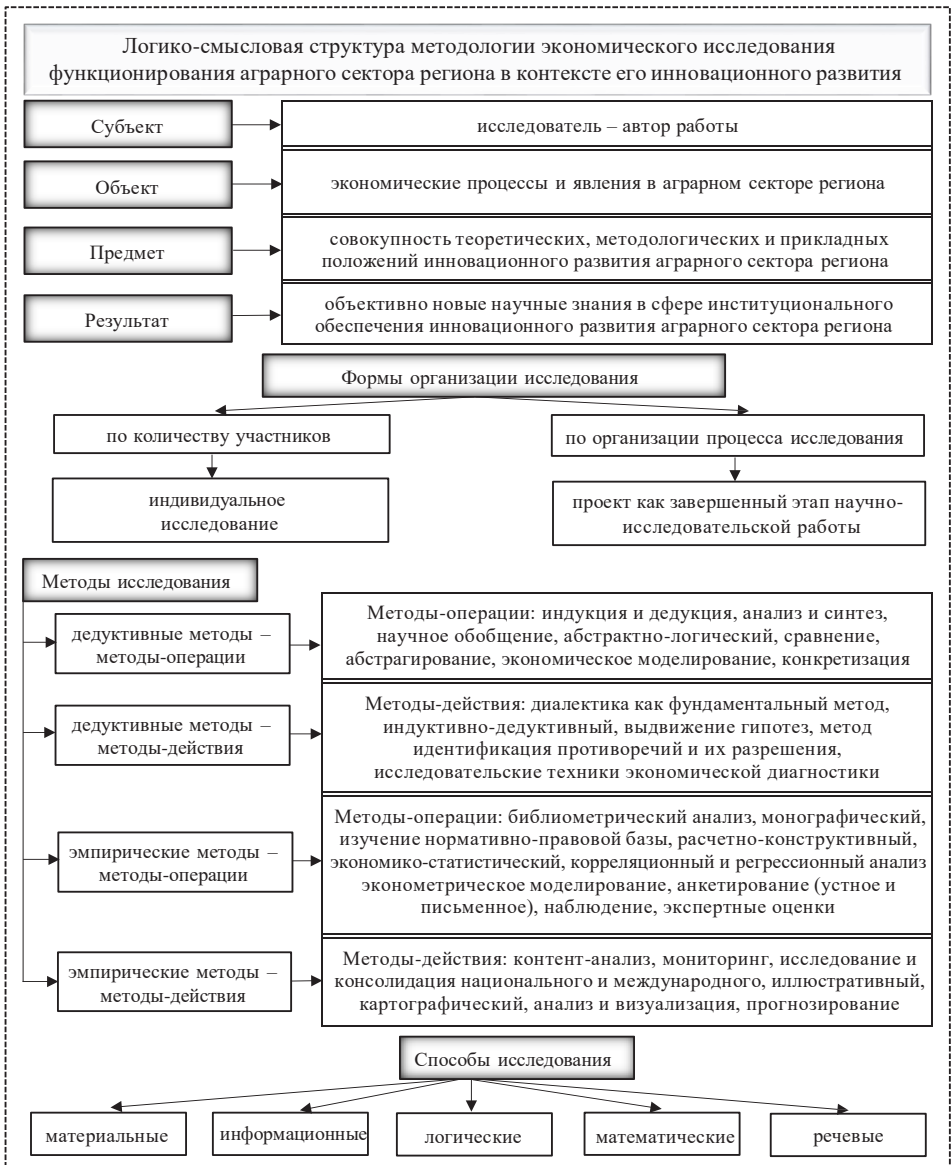 Логико-смысловая структура методологии экономического исследования
функционирования аграрного сектора региона в контексте его инновационного развития
Субъект
исследователь – автор работы
Объект
экономические процессы и явления в аграрном секторе региона
Предмет
совокупность теоретических, методологических и прикладных
положений инновационного развития аграрного сектора региона
Результат
объективно новые научные знания в сфере институционального
обеспечения инновационного развития аграрного сектора региона
Формы организации исследования
по количеству участников
по организации процесса исследования
индивидуальное
исследование
проект как завершенный этап научно-
исследовательской работы
Методы исследования
дедуктивные методы –
методы-операции
Методы-операции: индукция и дедукция, анализ и синтез,
научное обобщение, абстрактно-логический, сравнение,
абстрагирование, экономическое моделирование, конкретизация
дедуктивные методы –
методы-действия
Методы-действия: диалектика как фундаментальный метод,
индуктивно-дедуктивный, выдвижение гипотез, метод
идентификация противоречий и их разрешения,
исследовательские техники экономической диагностики
эмпирические методы –
методы-операции
Методы-операции: библиометрический анализ, монографический,
изучение нормативно-правовой базы, расчетно-конструктивный,
экономико-статистический, корреляционный и регрессионный анализ
эконометрическое моделирование, анкетирование (устное и
письменное), наблюдение, экспертные оценки
эмпирические методы –
методы-действия
Методы-действия: контент-анализ, мониторинг, исследование и
консолидация национального и международного, иллюстративный,
картографический, анализ и визуализация, прогнозирование
Способы исследования
материальные
информационные
логические
математические
речевые